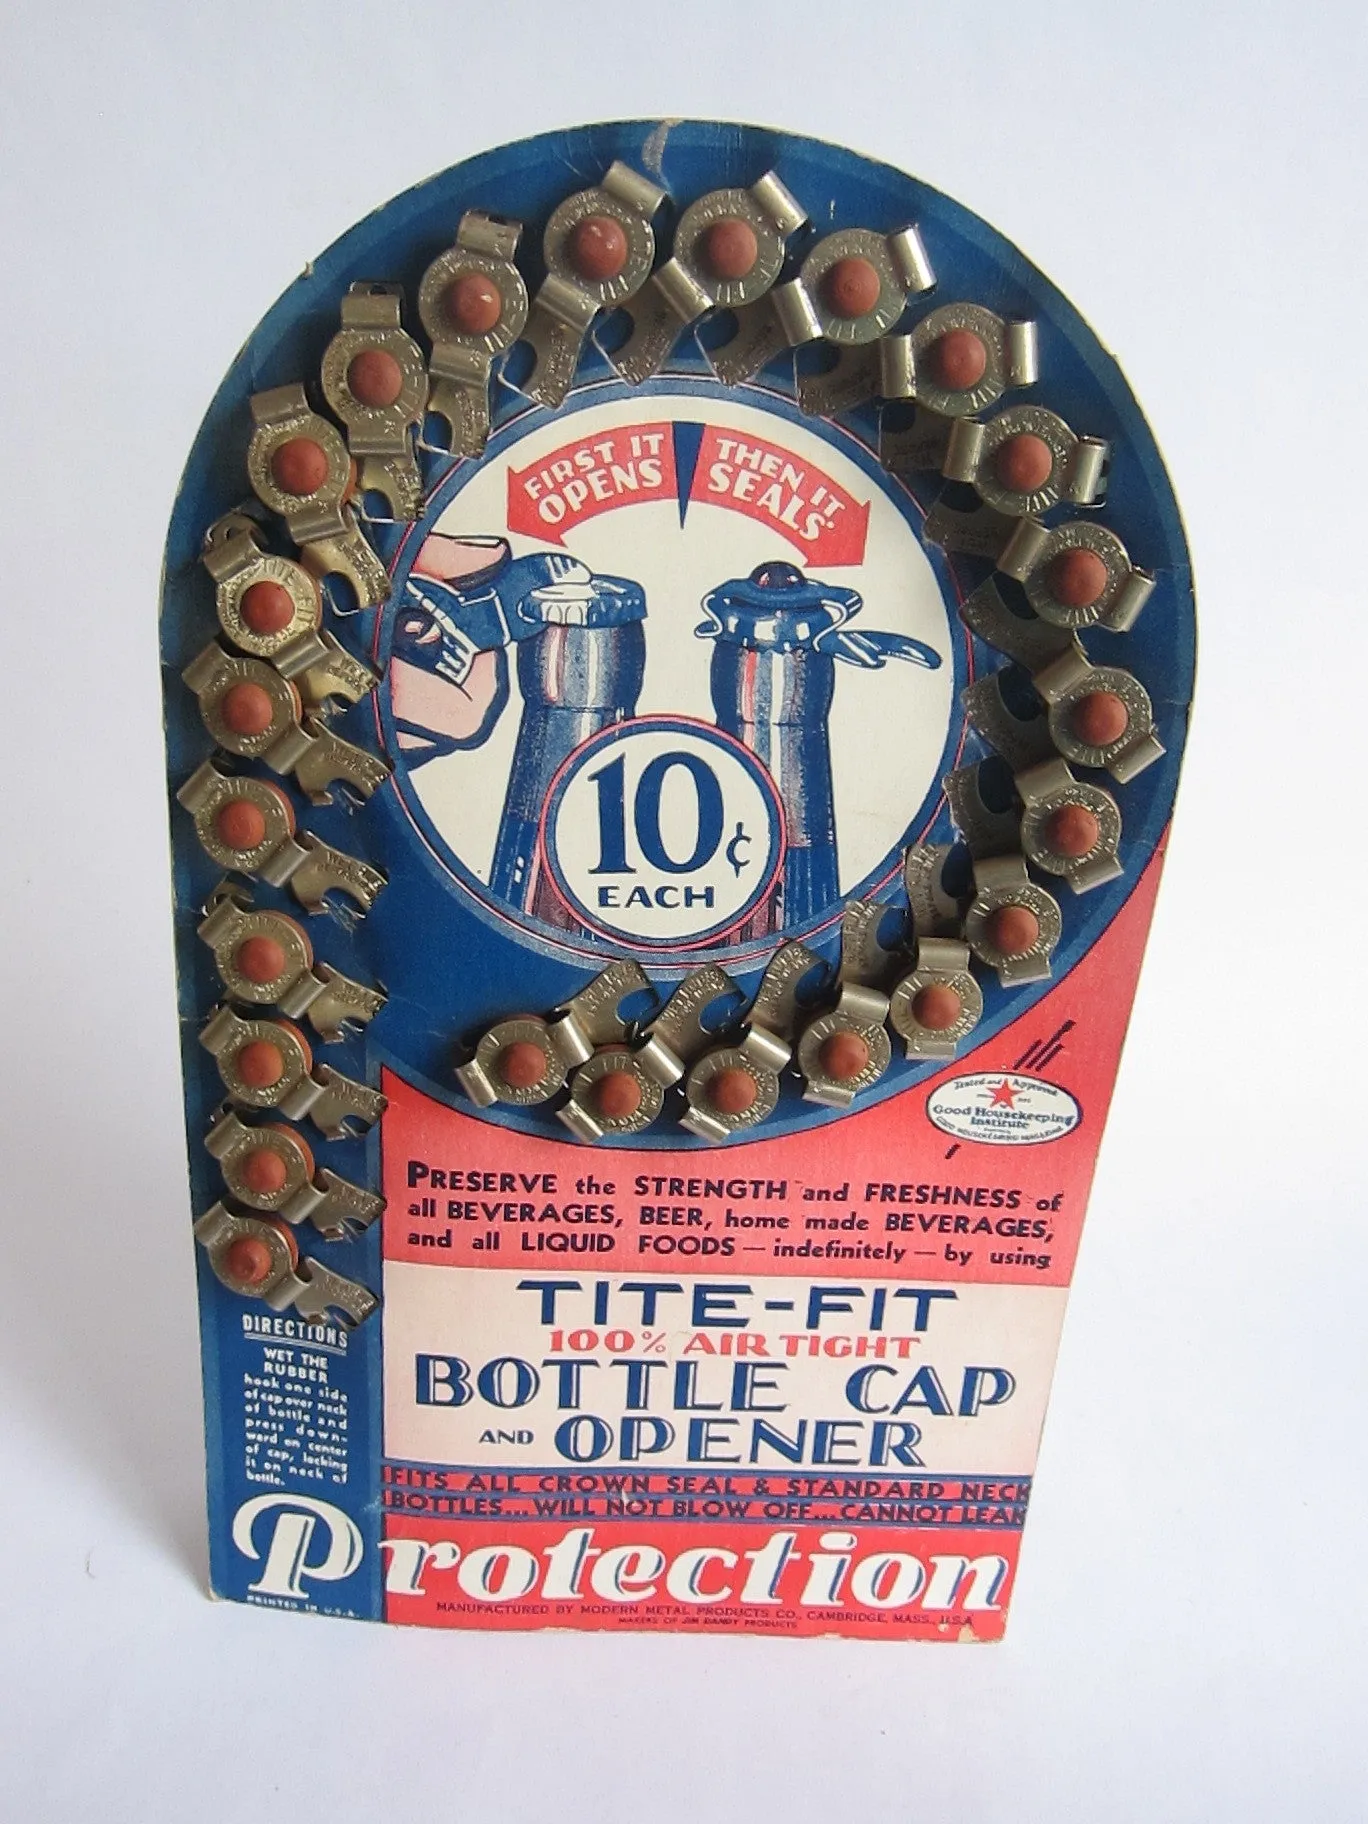 FIRST IT
OPENS
THEN IT
SEALS
10¢
EACH
Tested and Approved
Good Housekeeping
Institute
GOOD HOUSEKEEPING MAGAZINE
PRESERVE the STRENGTH and FRESHNESS of
all BEVERAGES, BEER, home made BEVERAGES,
and all LIQUID FOODS — indefinitely — by using
TITE-FIT
100% AIR TIGHT
BOTTLE CAP
AND OPENER
FITS ALL CROWN SEAL & STANDARD NECK
BOTTLES... WILL NOT BLOW OFF... CANNOT LEAK
DIRECTIONS
WET THE
RUBBER
hook one side
of cap over neck
of bottle and
press down-
ward on center
of cap, locking
it on neck of
bottle.
Protection
PRINTED IN U.S.A.
MANUFACTURED BY MODERN METAL PRODUCTS CO., CAMBRIDGE, MASS., U.S.A
MAKERS OF JIM DANDY PRODUCTS